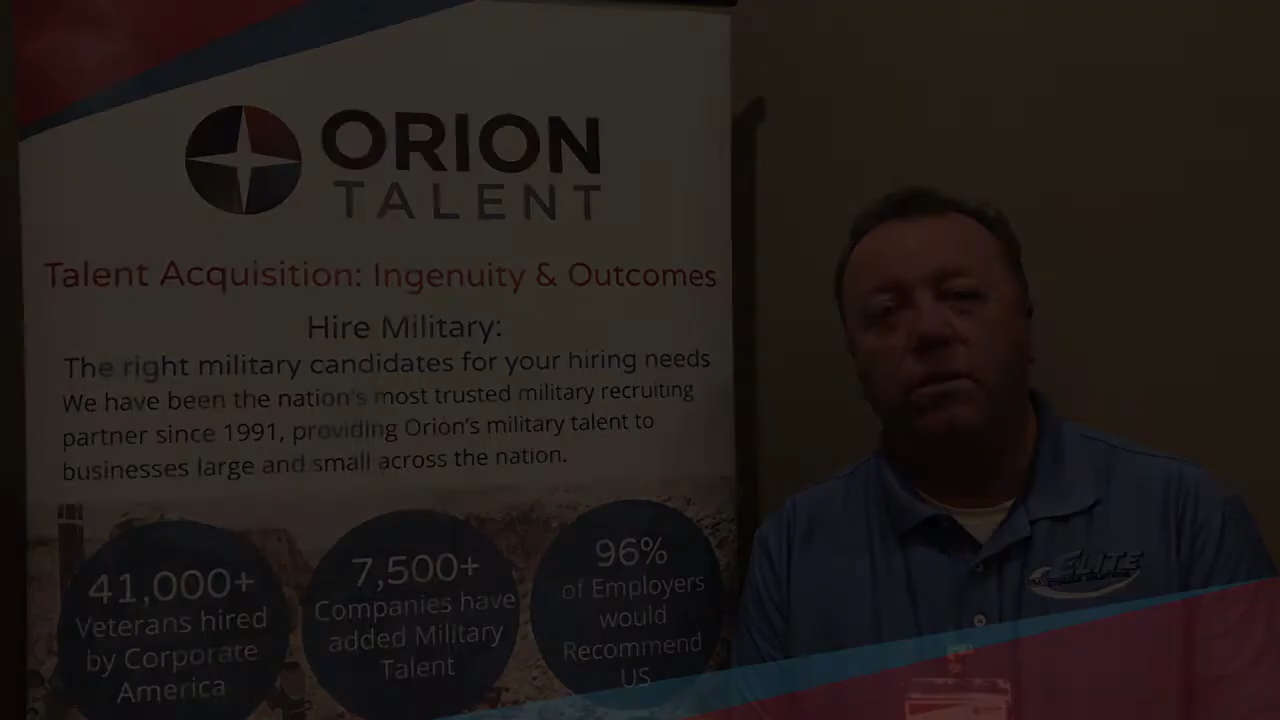 ORION
TALENT
Talent Acquisition: Ingenuity & Outcomes
Hire Military:
The right military candidates for your hiring needs
We have been the nation's most trusted military recruiting
partner since 1991, providing Orion's military talent to
businesses large and small across the nation.
41,000+
Veterans hired
by Corporate
America
7,500+
Companies have
added Military
Talent
96%
of Employers
would
Recommend
US
ELITE